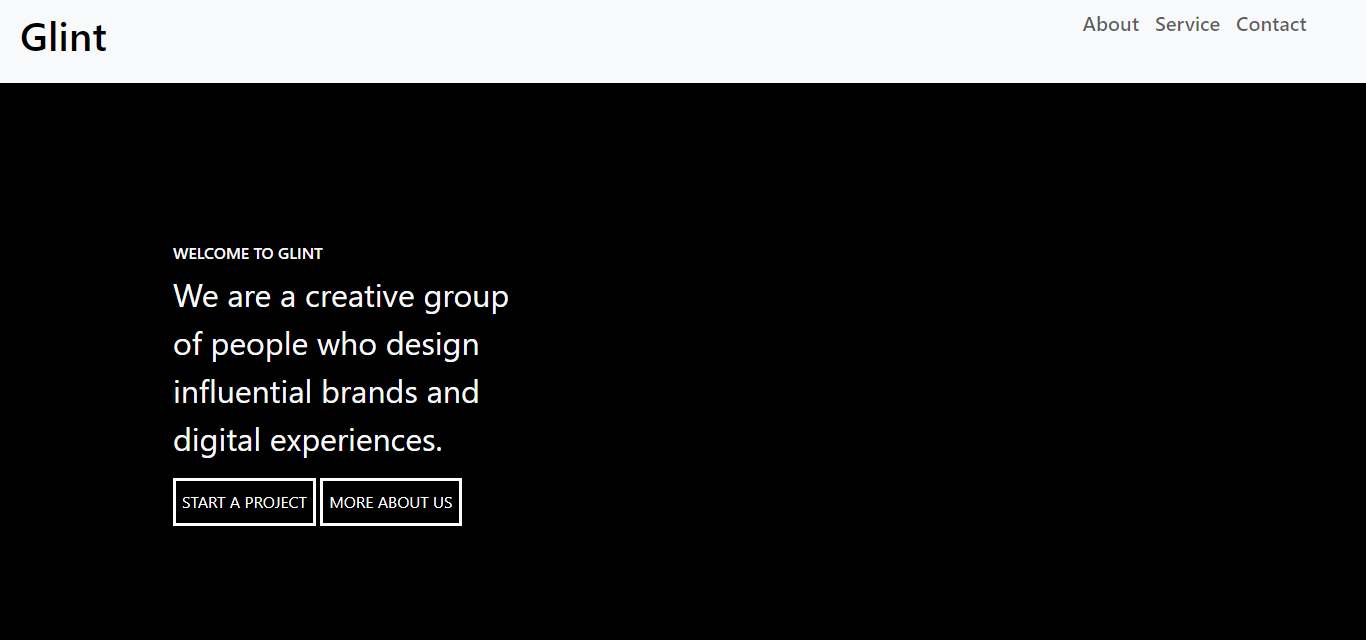 Glint
About Service Contact
WELCOME TO GLINT
We are a creative group
of people who design
influential brands and
digital experiences.
START A PROJECT MORE ABOUT US